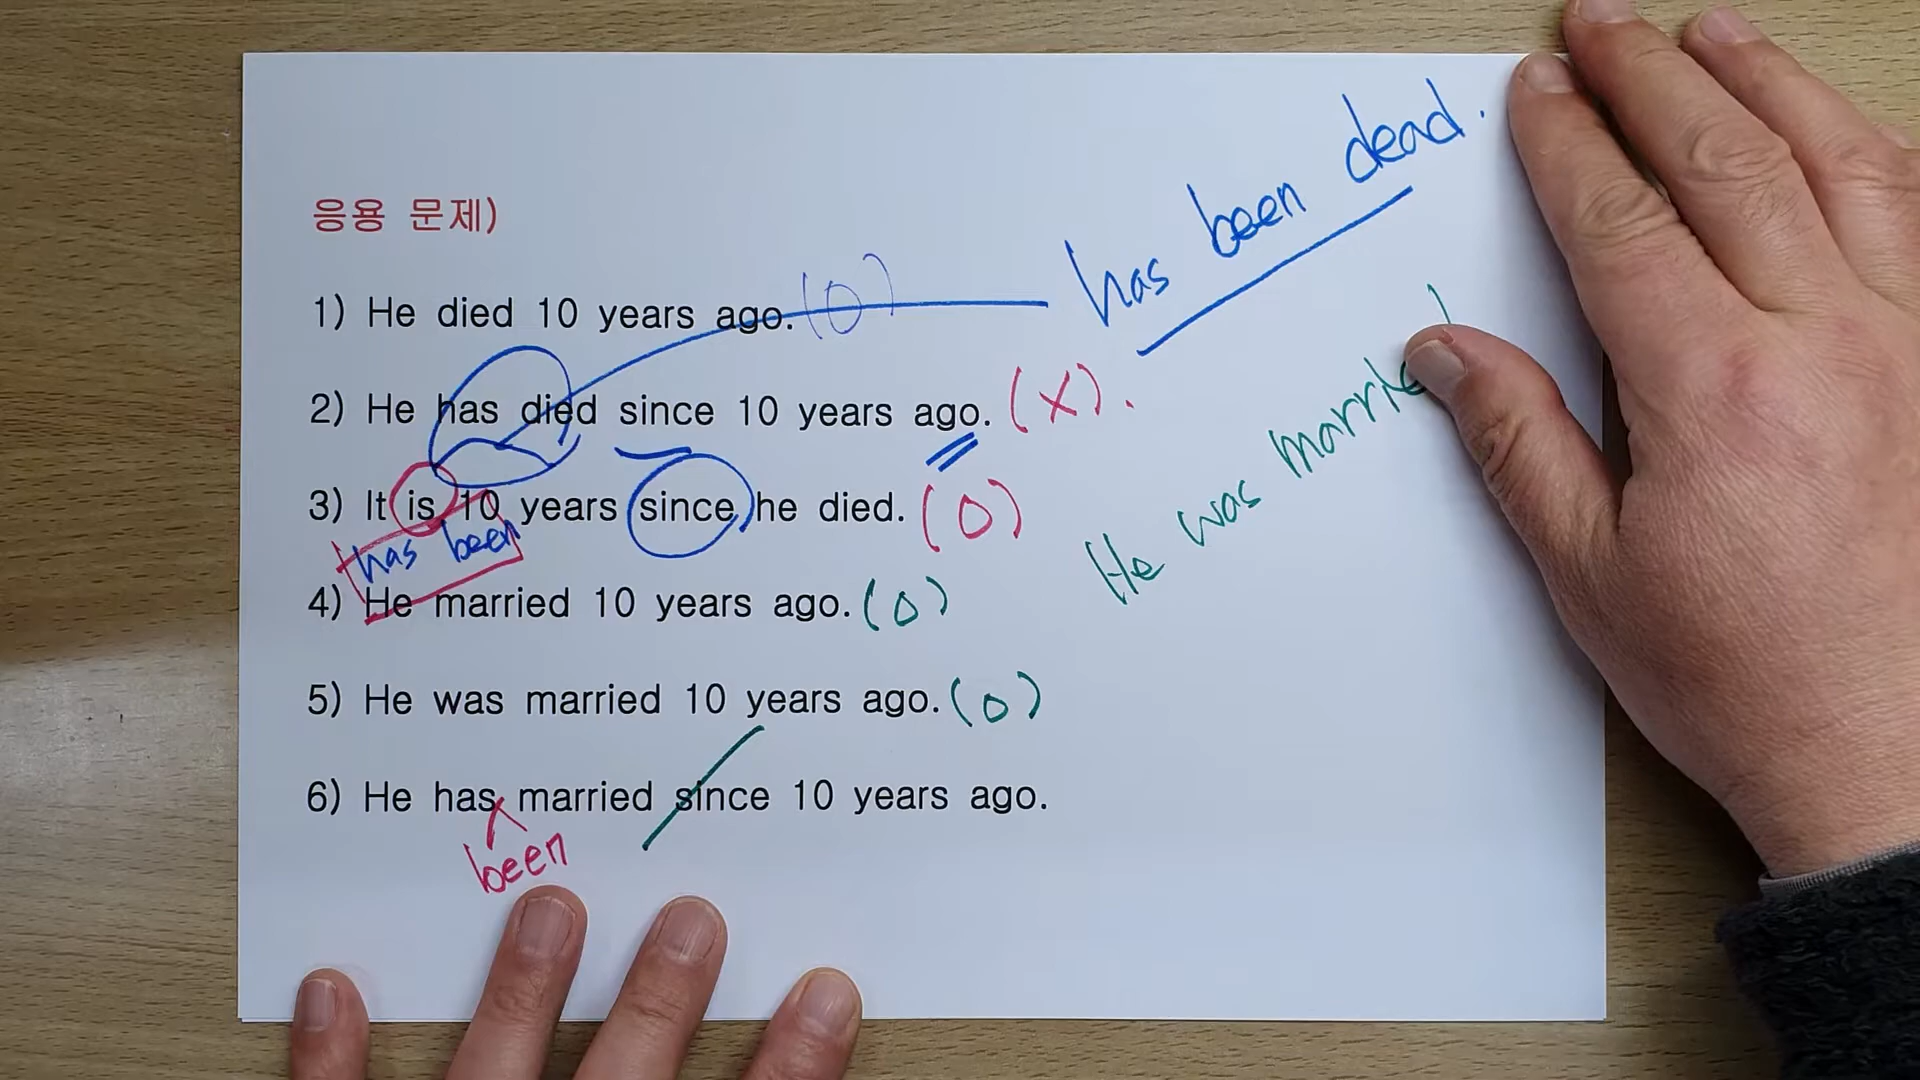 has been dead.
응용 문제)
1) He died 10 years ago. (O)
2) He has died since 10 years ago. (X).
3) It is 10 years since he died. (O)
has been
4) He married 10 years ago. (O)
He was married
5) He was married 10 years ago. (O)
6) He has married since 10 years ago.
been